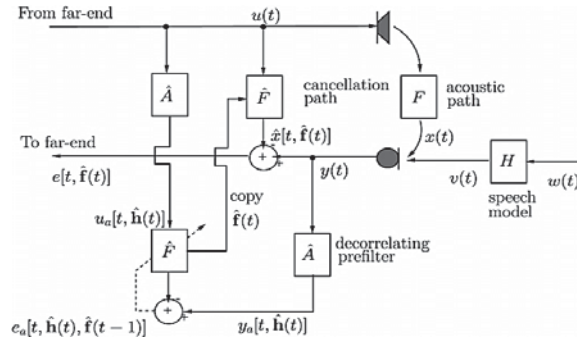 From far-end
u(t)
Â
F̂
cancellation
path
F
acoustic
path
x̂[t, f̂(t)]
x(t)
To far-end
+
-
y(t)
H
v(t)
w(t)
e[t, f̂(t)]
speech
model
copy
f̂(t)
u_a[t, ĥ(t)]
F̂
Â
decorrelating
prefilter
-
+
e_a[t, ĥ(t), f̂(t − 1)]
y_a[t, ĥ(t)]